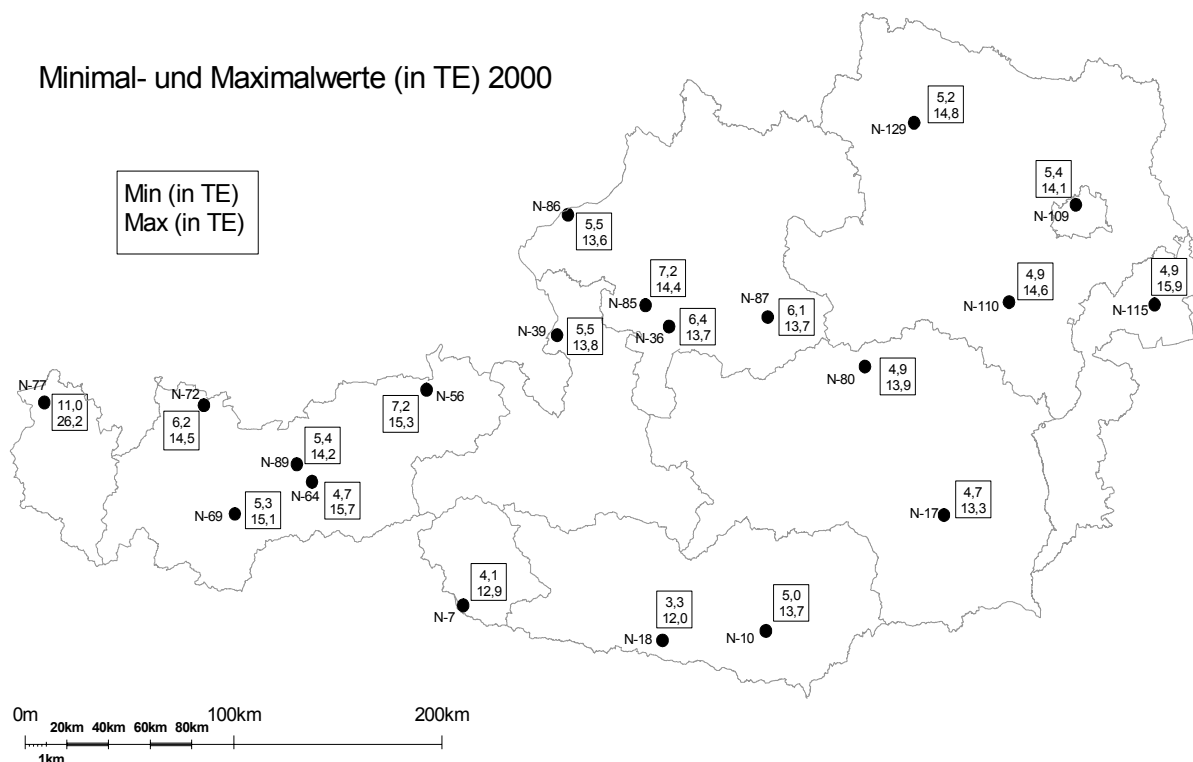 Minimal- und Maximalwerte (in TE) 2000
Min (in TE)
Max (in TE)
N-129
5,2
14,8
N-109
5,4
14,1
N-86
5,5
13,6
N-85
7,2
14,4
N-36
6,4
13,7
N-87
6,1
13,7
N-110
4,9
14,6
N-115
4,9
15,9
N-39
5,5
13,8
N-80
4,9
13,9
N-77
11,0
26,2
N-72
6,2
14,5
N-56
7,2
15,3
N-89
5,4
14,2
N-64
4,7
15,7
N-69
5,3
15,1
N-17
4,7
13,3
N-7
4,1
12,9
N-18
3,3
12,0
N-10
5,0
13,7
0m 100km 200km
20km 40km 60km 80km
1km